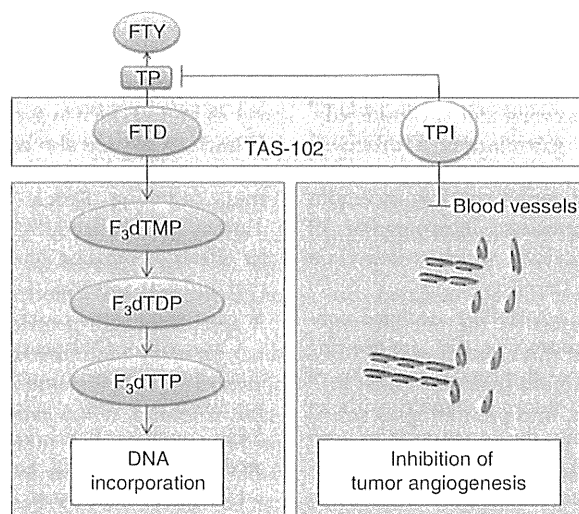 FTY
TP
FTD
TPI
TAS-102
F₃dTMP
F₃dTDP
F₃dTTP
DNA
incorporation
Blood vessels
Inhibition of
tumor angiogenesis